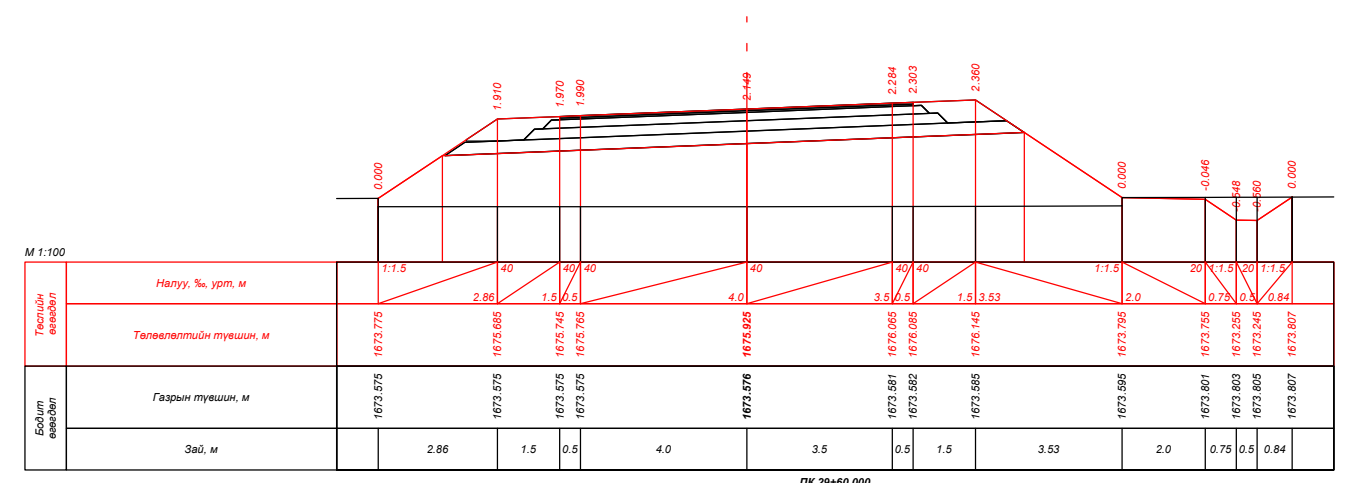 1.910 1.970 1.990 2.149 2.284 2.303 2.360
0.000 0.000 -0.046 -0.548 -0.560 0.000
М 1:100
Төслийн өгөгдөл
Налуу, ‰, урт, м
1:1.5 40 40 40 40 40 40 1:1.5 20 1:1.5 20 1:1.5
2.86 1.5 0.5 4.0 3.5 0.5 1.5 3.53 2.0 0.75 0.5 0.84
Төлөвлөлтийн түвшин, м
1673.775 1675.685 1675.745 1675.765 1675.925 1676.065 1676.085 1676.145 1673.795 1673.755 1673.255 1673.245 1673.807
Бодит өгөгдөл
Газрын түвшин, м
1673.575 1673.575 1673.575 1673.575 1673.576 1673.581 1673.582 1673.585 1673.595 1673.801 1673.803 1673.805 1673.807
Зай, м
2.86 1.5 0.5 4.0 3.5 0.5 1.5 3.53 2.0 0.75 0.5 0.84
ПК 29+60.000